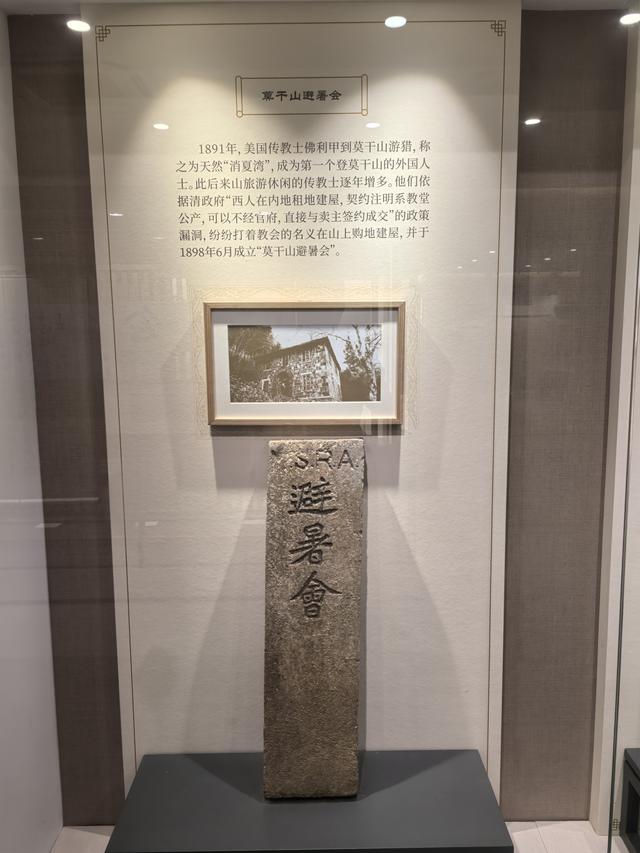 莫干山避暑会
1891年，美国传教士佛利甲到莫干山游猎，称
之为天然“消夏湾”，成为第一个登莫干山的外国人
士。此后来山旅游休闲的传教士逐年增多。他们依
据清政府“西人在内地租地建屋，契约注明系教堂
公产，可以不经官府，直接与卖主签约成交”的政策
漏洞，纷纷打着教会的名义在山上购地建屋，并于
1898年6月成立“莫干山避暑会”。
S.R.A.
避
暑
會